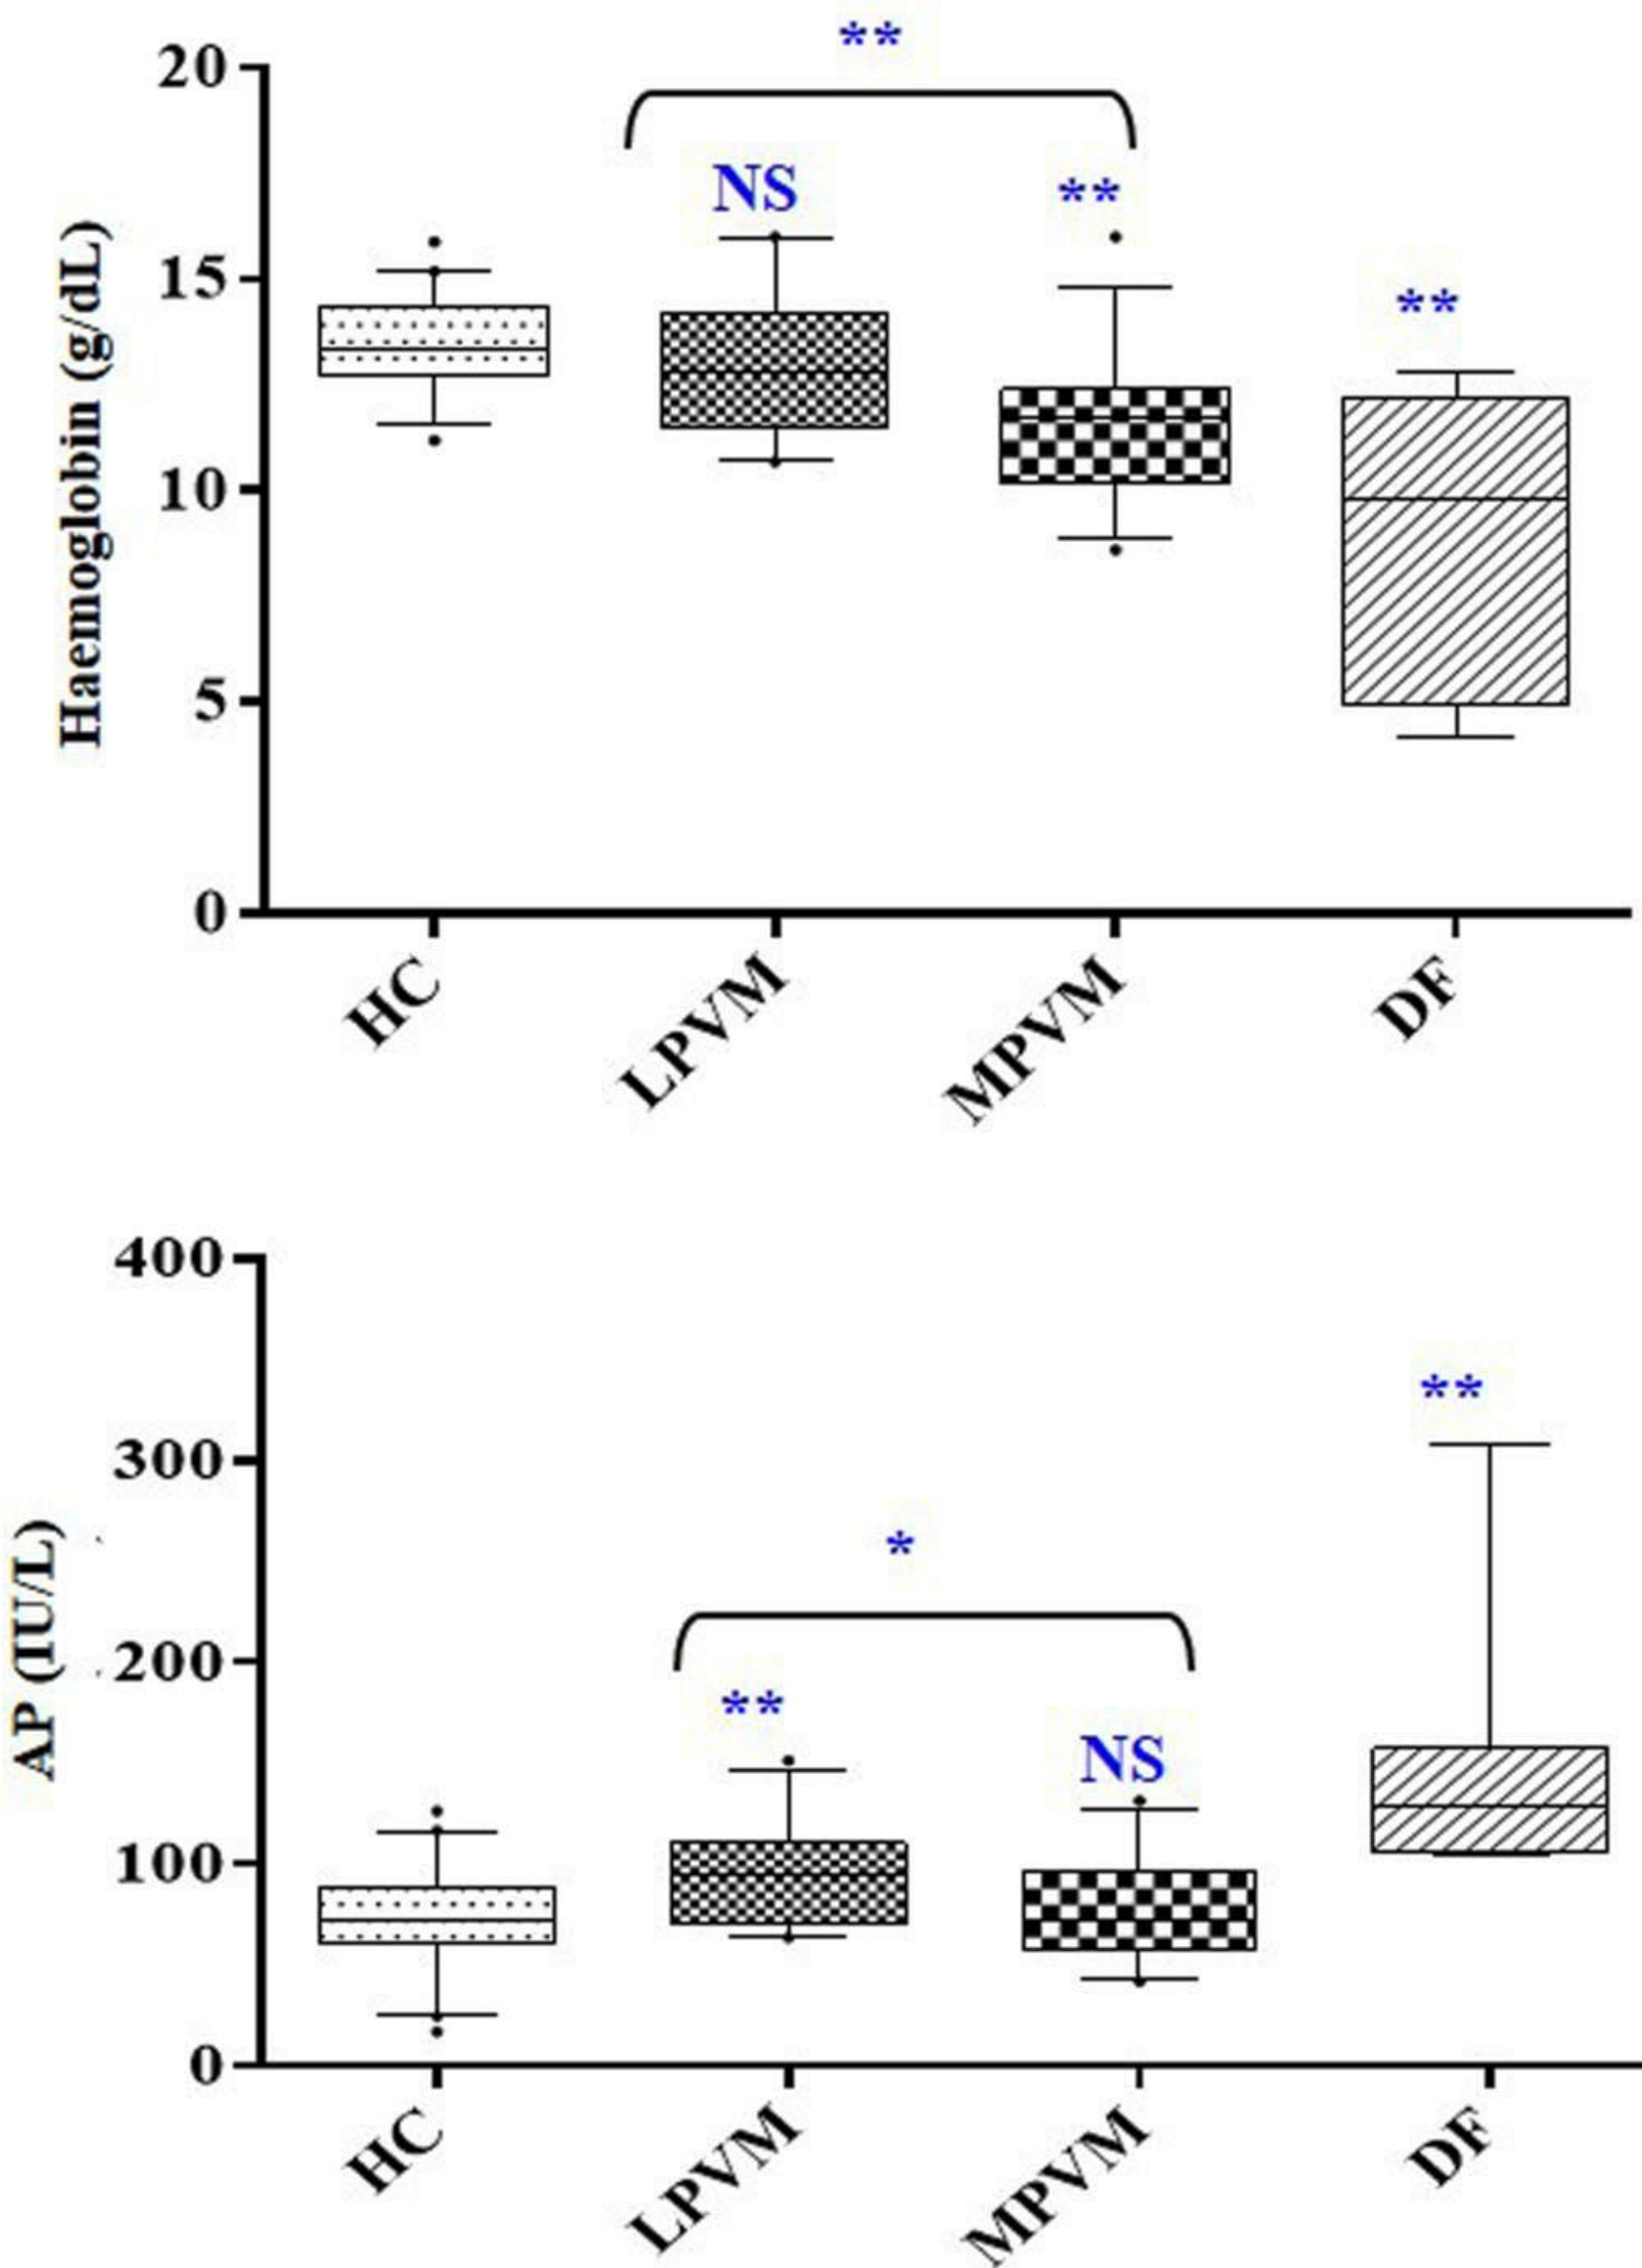 **
20
NS
**
15
**
10
5
0
Haemoglobin (g/dL)
HC
LPVM
MPVM
DF
400
**
300
*
200
**
NS
100
0
AP (IU/L)
HC
LPVM
MPVM
DF